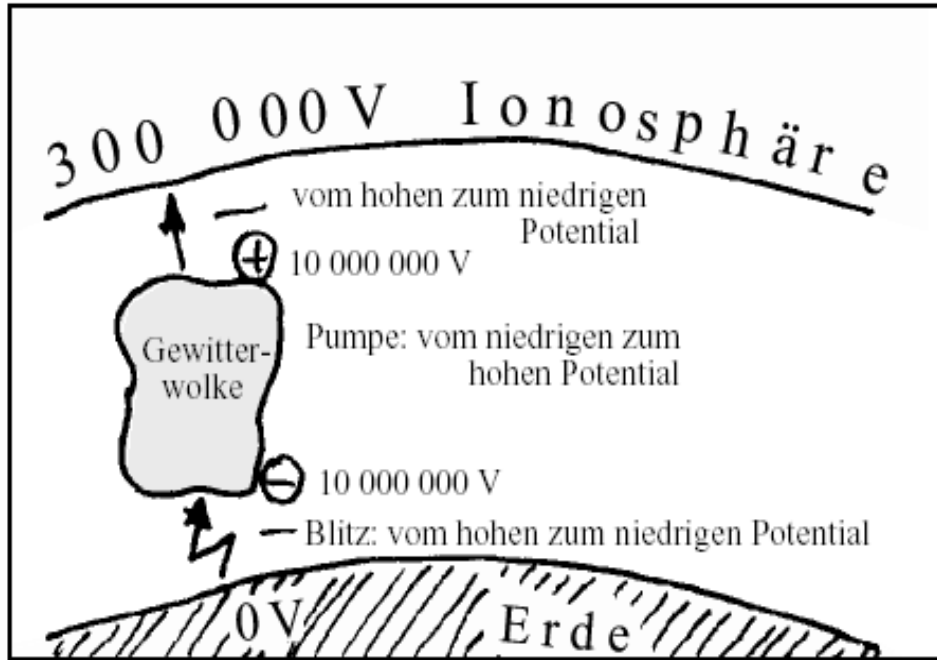 300 000V Ionosphäre
vom hohen zum niedrigen
Potential
+ 10 000 000 V
Gewitter-
wolke
Pumpe: vom niedrigen zum
hohen Potential
− 10 000 000 V
Blitz: vom hohen zum niedrigen Potential
0V Erde